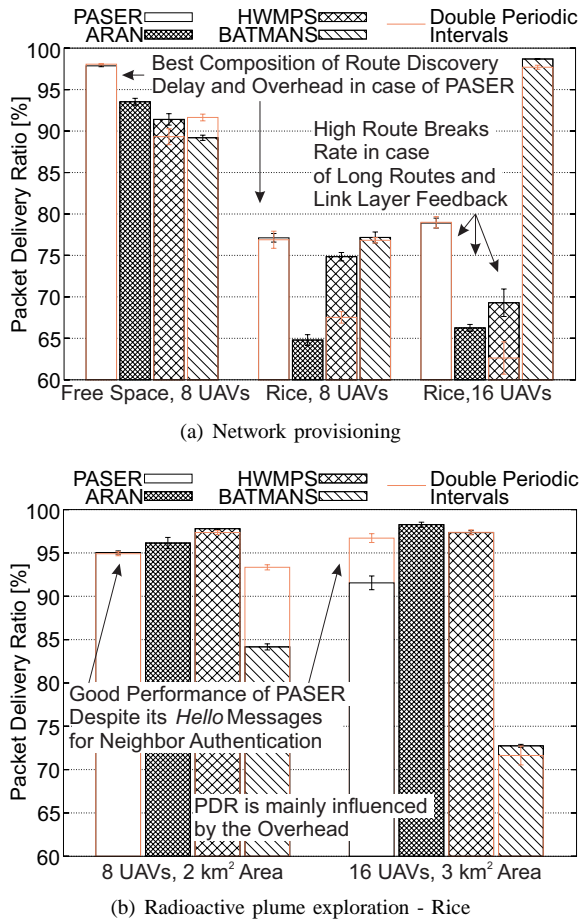 PASER HWMPS Double Periodic
ARAN BATMANS Intervals
Packet Delivery Ratio [%]
100
95
90
85
80
75
70
65
60
Best Composition of Route Discovery
Delay and Overhead in case of PASER
High Route Breaks
Rate in case
of Long Routes and
Link Layer Feedback
Free Space, 8 UAVs Rice, 8 UAVs Rice,16 UAVs
(a) Network provisioning
PASER HWMPS Double Periodic
ARAN BATMANS Intervals
Packet Delivery Ratio [%]
100
95
90
85
80
75
70
65
60
Good Performance of PASER
Despite its Hello Messages
for Neighbor Authentication
PDR is mainly influenced
by the Overhead
8 UAVs, 2 km² Area 16 UAVs, 3 km² Area
(b) Radioactive plume exploration - Rice